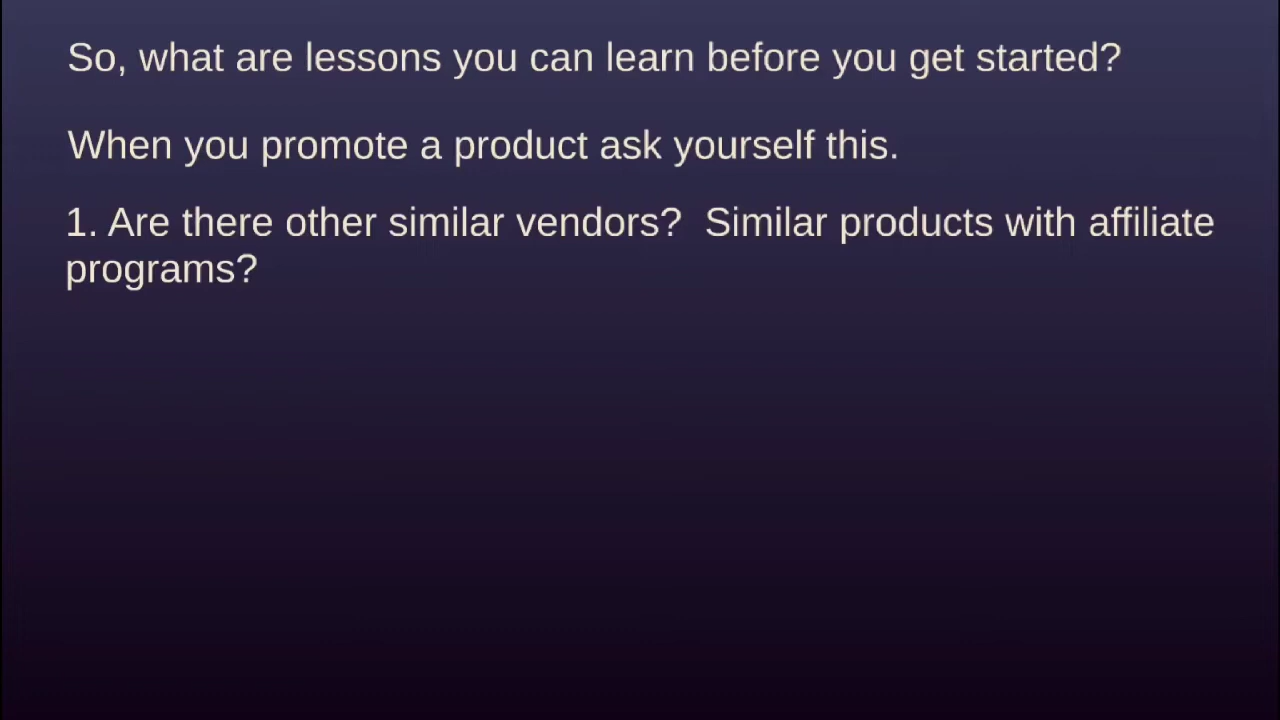 So, what are lessons you can learn before you get started?
When you promote a product ask yourself this.
1. Are there other similar vendors?  Similar products with affiliate
programs?